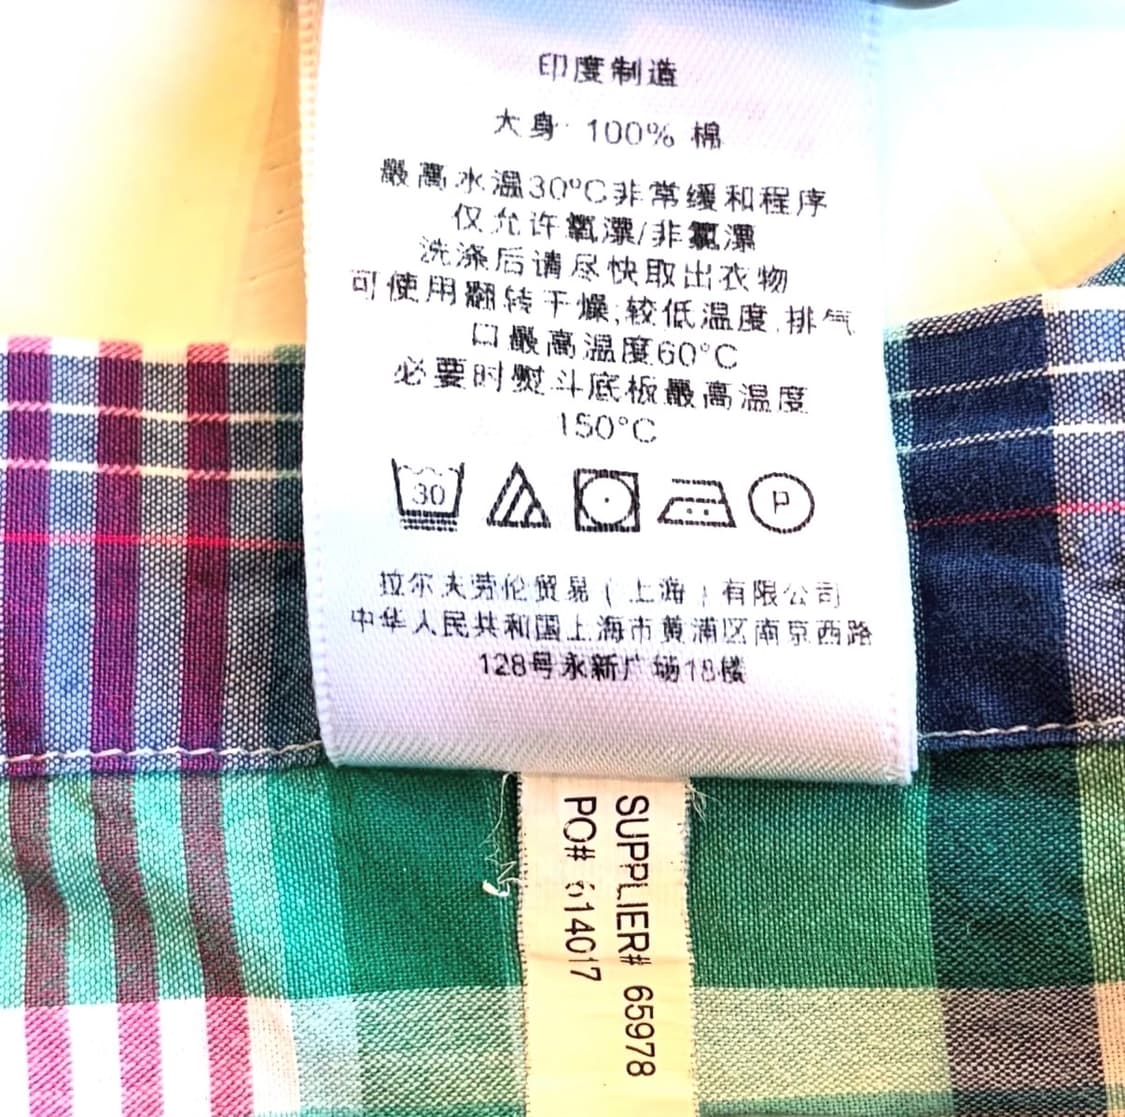 印度制造
大身 100% 棉
最高水温30°C非常缓和程序
仅允许氧漂/非氯漂
洗涤后请尽快取出衣物
可使用翻转干燥;较低温度,排气
口最高温度60°C
必要时熨斗底板最高温度
150°C
30
P
拉尔夫劳伦贸易(上海)有限公司
中华人民共和国上海市黄浦区南京西路
128号永新广场18楼
SUPPLIER# 65978
PO# 614017